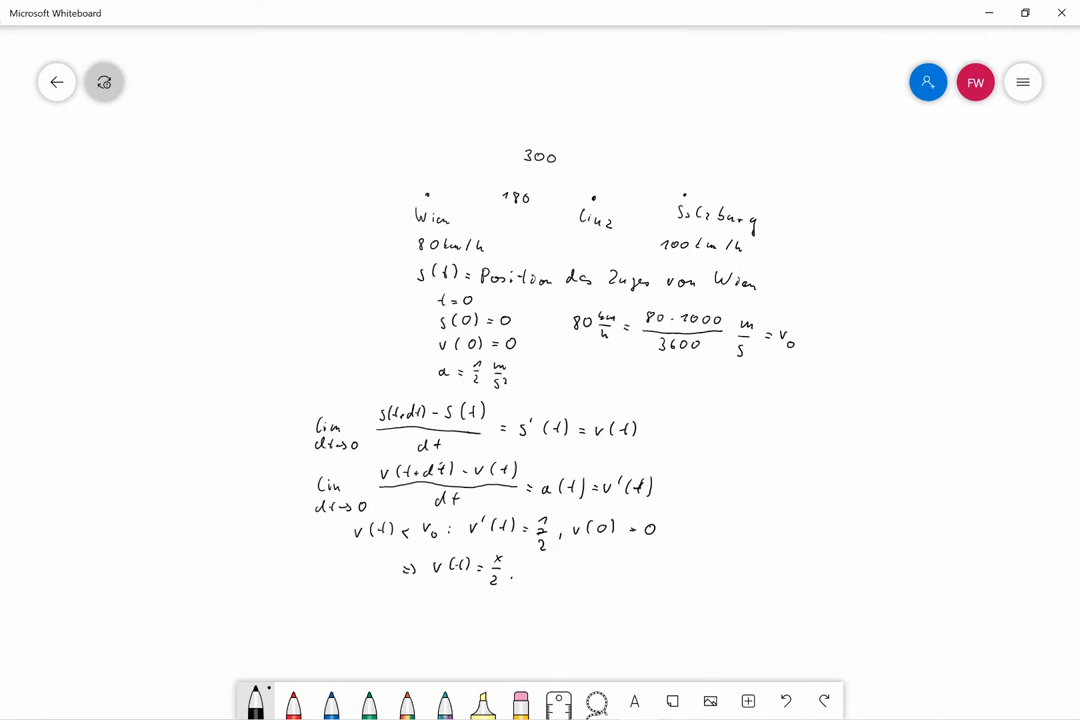 Microsoft Whiteboard
FW
300
180
Wien Linz Salzburg
80 km/h 100 km/h
s(t) = Position des Zuges von Wien
t=0
s(0) = 0
80 km/h = 80·1000/3600 m/s = v₀
v(0) = 0
a = 1/2 m/s²
lim dt→0 (s(t+dt) - s(t))/dt = s'(t) = v(t)
lim dt→0 (v(t+dt) - v(t))/dt = a(t) = v'(t)
v(t) < v₀ : v'(t) = 1/2, v(0) = 0
⇒ v(t) = x/2 .
A